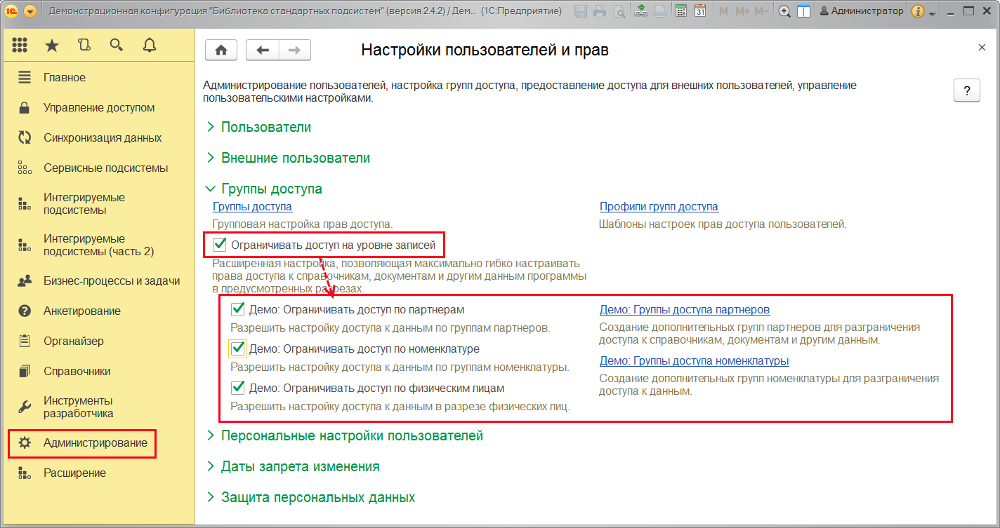 Демонстрационная конфигурация "Библиотека стандартных подсистем" (версия 2.4.2) / Дем... (1С:Предприятие)
31
M M+ M−
Администратор
Главное
Управление доступом
Синхронизация данных
Сервисные подсистемы
Интегрируемые
подсистемы
Интегрируемые
подсистемы (часть 2)
Бизнес-процессы и задачи
Анкетирование
Органайзер
Справочники
Инструменты
разработчика
Администрирование
Расширение
Настройки пользователей и прав
Администрирование пользователей, настройка групп доступа, предоставление доступа для внешних пользователей, управление
пользовательскими настройками.
?
Пользователи
Внешние пользователи
Группы доступа
Группы доступа
Групповая настройка прав доступа.
Профили групп доступа
Шаблоны настроек прав доступа пользователей.
Ограничивать доступ на уровне записей
Расширенная настройка, позволяющая максимально гибко настраивать
права доступа к справочникам, документам и другим данным программы
в предусмотренных разрезах.
Демо: Ограничивать доступ по партнерам
Разрешить настройку доступа к данным по группам партнеров.
Демо: Ограничивать доступ по номенклатуре
Разрешить настройку доступа к данным по группам номенклатуры.
Демо: Ограничивать доступ по физическим лицам
Разрешить настройку доступа к данным в разрезе физических лиц.
Демо: Группы доступа партнеров
Создание дополнительных групп партнеров для разграничения
доступа к справочникам, документам и другим данным.
Демо: Группы доступа номенклатуры
Создание дополнительных групп номенклатуры для разграничения
доступа к данным.
Персональные настройки пользователей
Даты запрета изменения
Защита персональных данных